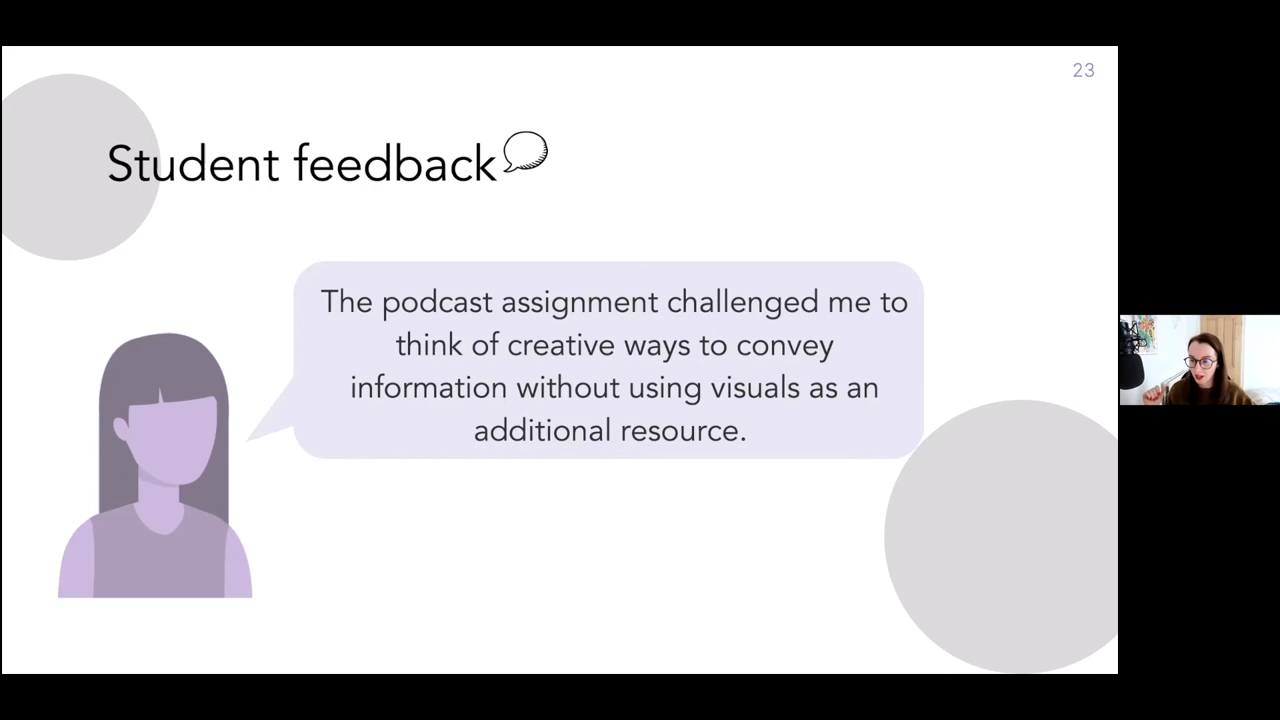 23
Student feedback
The podcast assignment challenged me to
think of creative ways to convey
information without using visuals as an
additional resource.